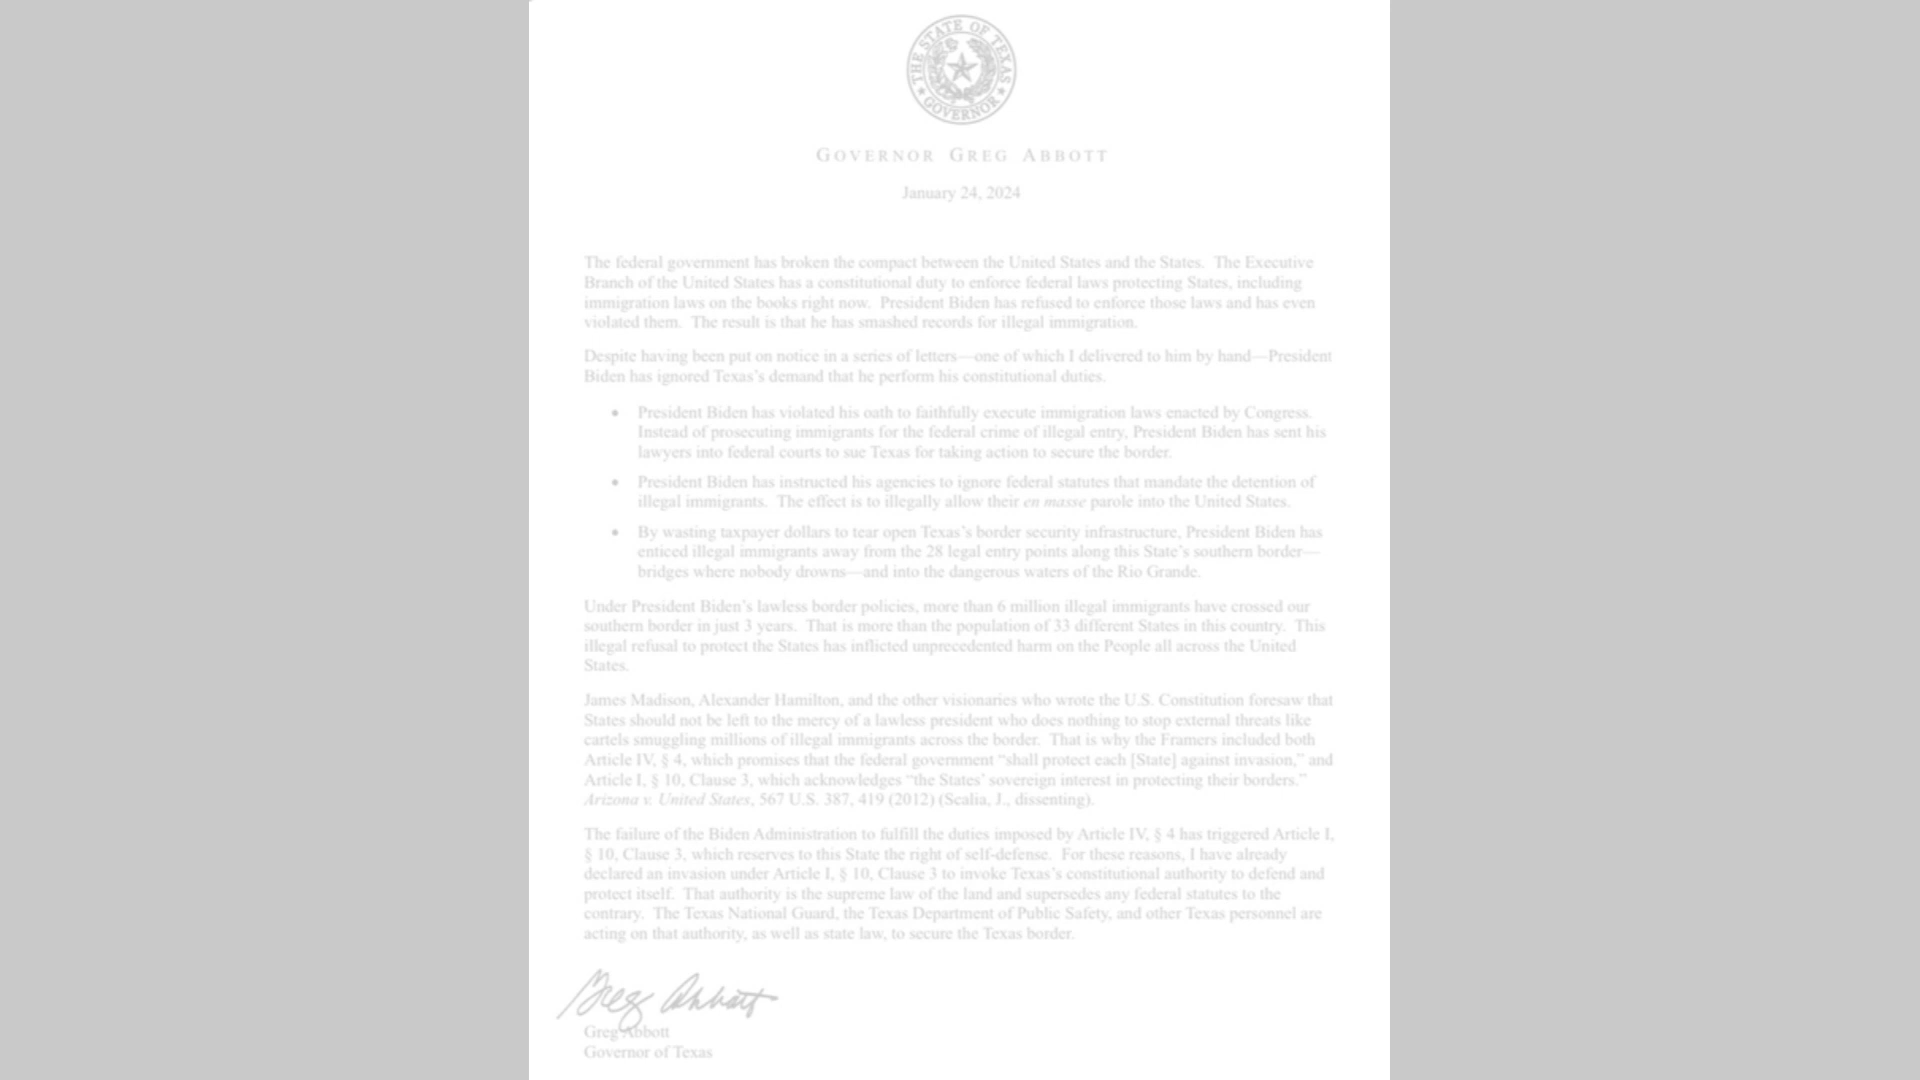 THE STATE OF TEXAS
GOVERNOR
GOVERNOR GREG ABBOTT
January 24, 2024
The federal government has broken the compact between the United States and the States. The Executive
Branch of the United States has a constitutional duty to enforce federal laws protecting States, including
immigration laws on the books right now. President Biden has refused to enforce those laws and has even
violated them. The result is that he has smashed records for illegal immigration.
Despite having been put on notice in a series of letters—one of which I delivered to him by hand—President
Biden has ignored Texas’s demand that he perform his constitutional duties.
• President Biden has violated his oath to faithfully execute immigration laws enacted by Congress.
Instead of prosecuting immigrants for the federal crime of illegal entry, President Biden has sent his
lawyers into federal courts to sue Texas for taking action to secure the border.
• President Biden has instructed his agencies to ignore federal statutes that mandate the detention of
illegal immigrants. The effect is to illegally allow their en masse parole into the United States.
• By wasting taxpayer dollars to tear open Texas’s border security infrastructure, President Biden has
enticed illegal immigrants away from the 28 legal entry points along this State’s southern border—
bridges where nobody drowns—and into the dangerous waters of the Rio Grande.
Under President Biden’s lawless border policies, more than 6 million illegal immigrants have crossed our
southern border in just 3 years. That is more than the population of 33 different States in this country. This
illegal refusal to protect the States has inflicted unprecedented harm on the People all across the United
States.
James Madison, Alexander Hamilton, and the other visionaries who wrote the U.S. Constitution foresaw that
States should not be left to the mercy of a lawless president who does nothing to stop external threats like
cartels smuggling millions of illegal immigrants across the border. That is why the Framers included both
Article IV, § 4, which promises that the federal government “shall protect each [State] against invasion,” and
Article I, § 10, Clause 3, which acknowledges “the States’ sovereign interest in protecting their borders.”
Arizona v. United States, 567 U.S. 387, 419 (2012) (Scalia, J., dissenting).
The failure of the Biden Administration to fulfill the duties imposed by Article IV, § 4 has triggered Article I,
§ 10, Clause 3, which reserves to this State the right of self-defense. For these reasons, I have already
declared an invasion under Article I, § 10, Clause 3 to invoke Texas’s constitutional authority to defend and
protect itself. That authority is the supreme law of the land and supersedes any federal statutes to the
contrary. The Texas National Guard, the Texas Department of Public Safety, and other Texas personnel are
acting on that authority, as well as state law, to secure the Texas border.
Greg Abbott
Greg Abbott
Governor of Texas